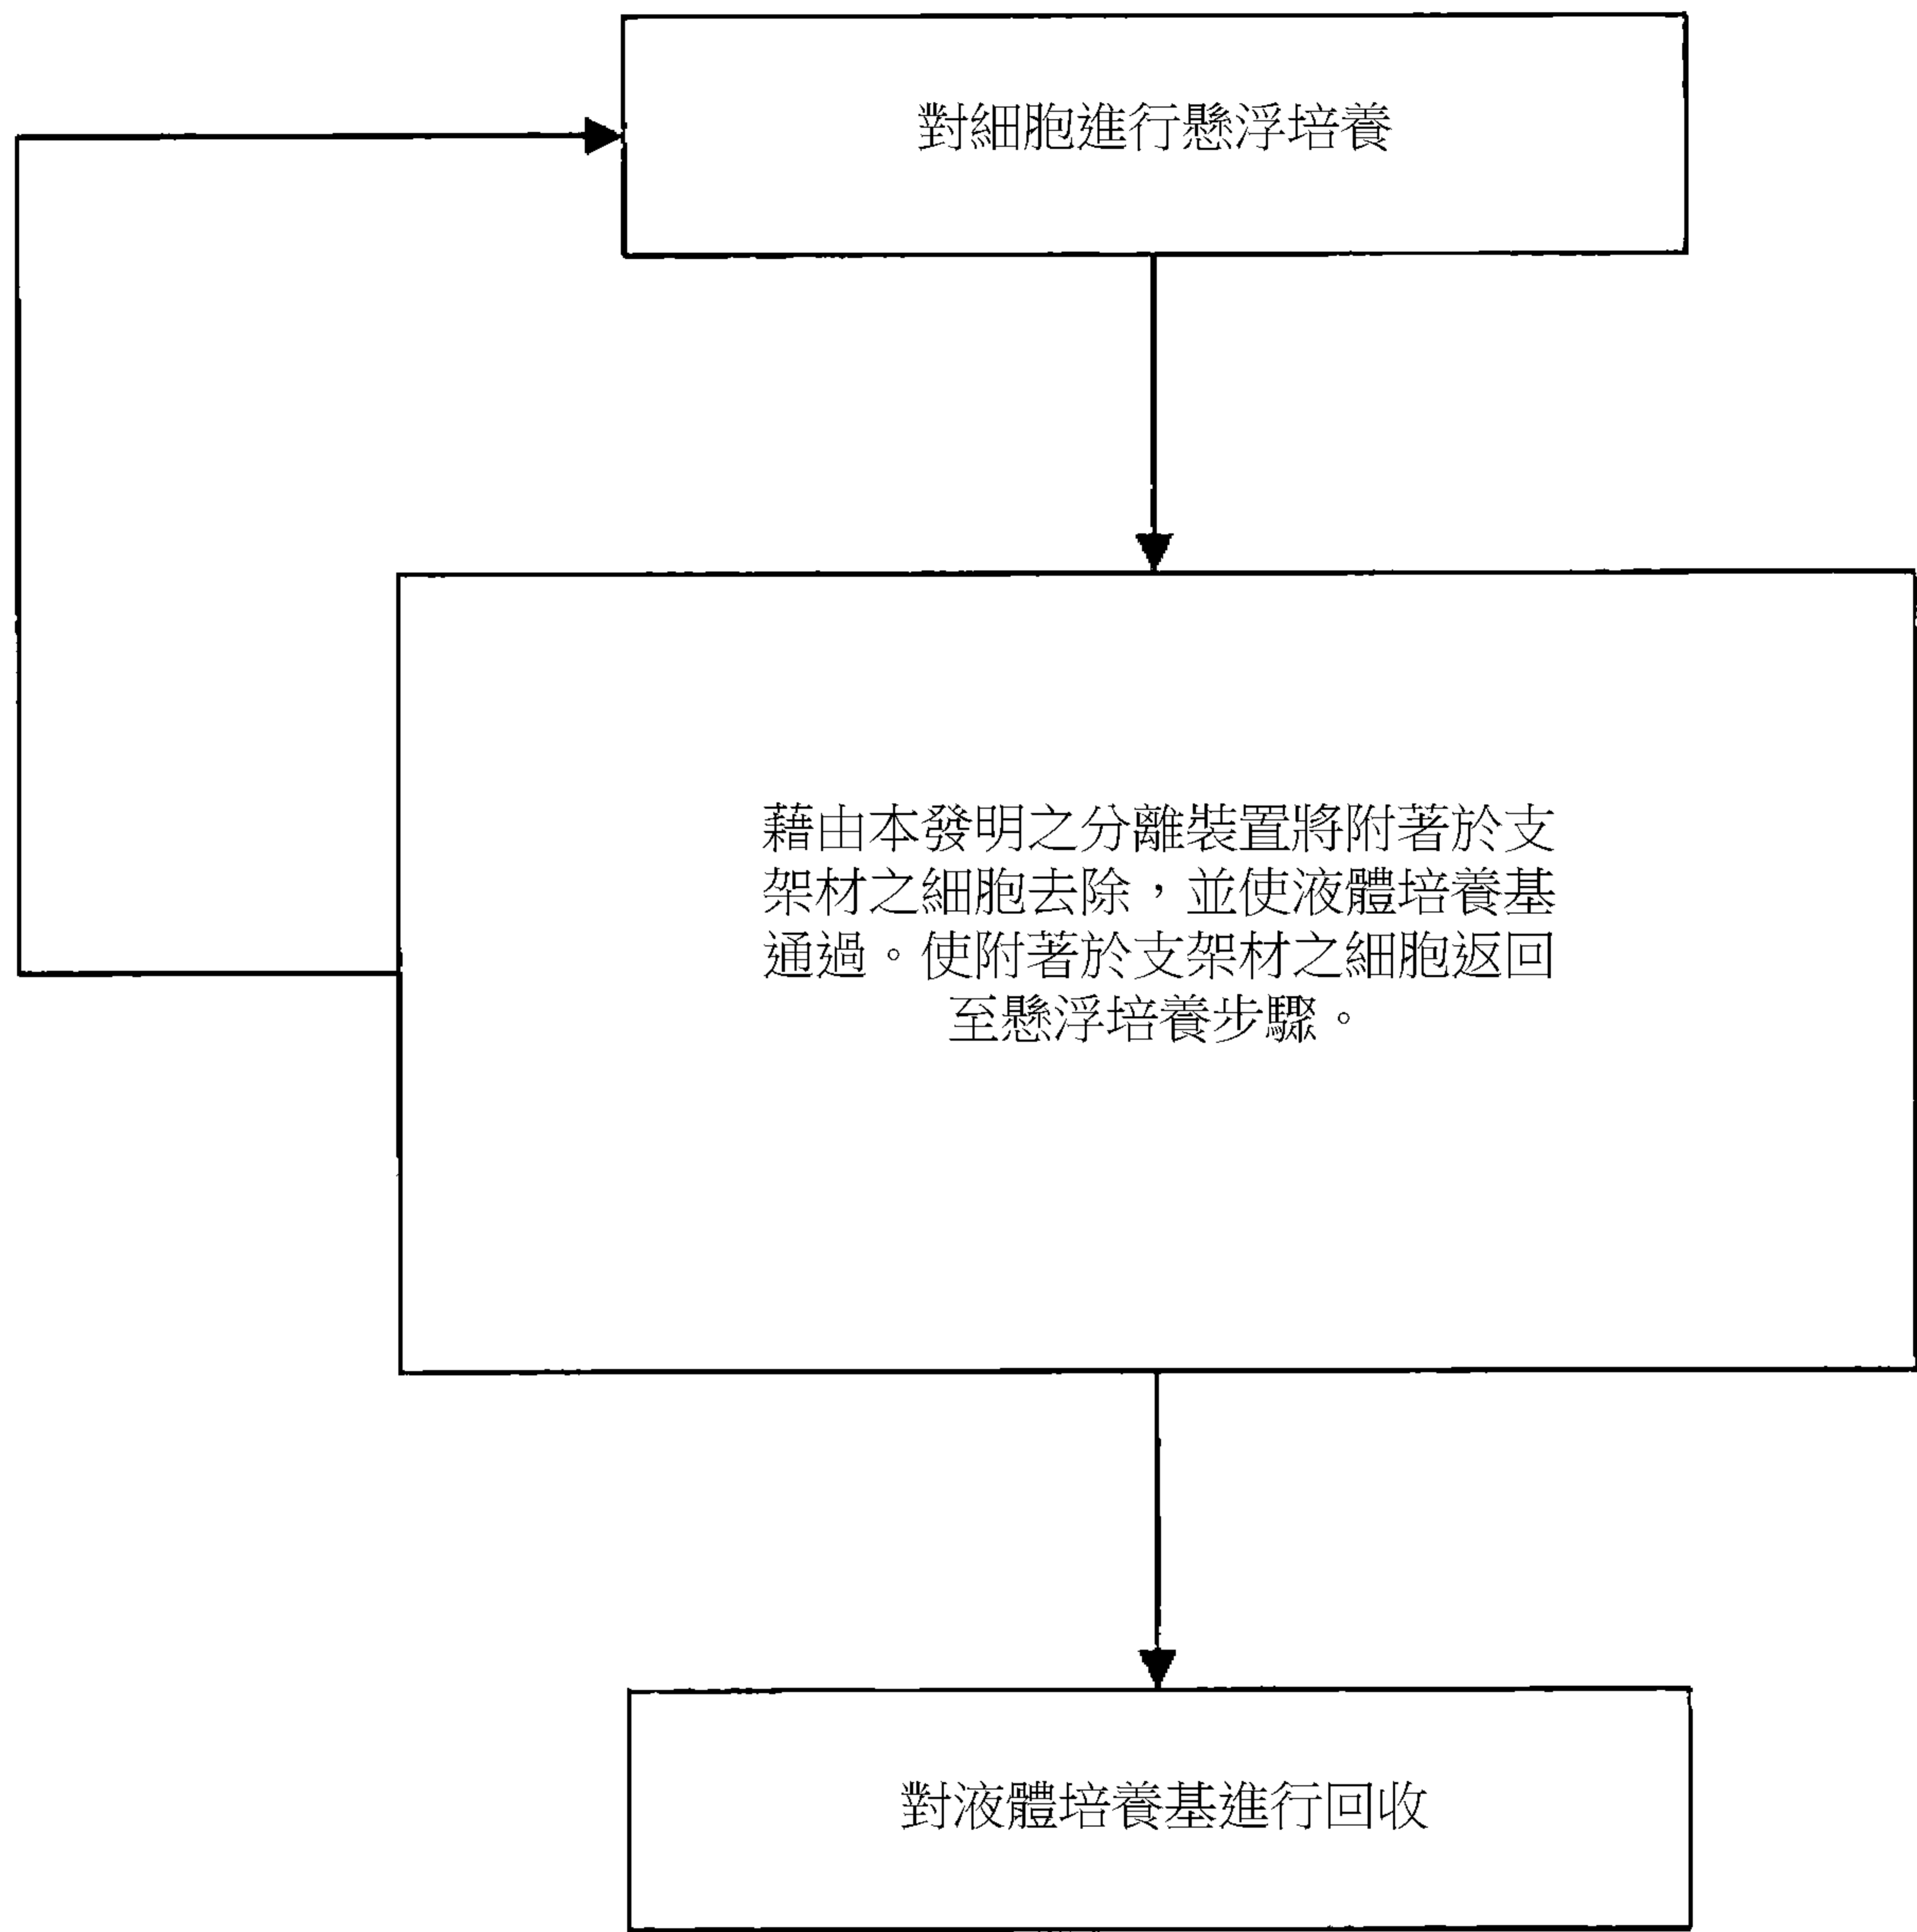 對細胞進行懸浮培養
藉由本發明之分離裝置將附著於支
架材之細胞去除，並使液體培養基
通過。使附著於支架材之細胞返回
至懸浮培養步驟。
對液體培養基進行回收